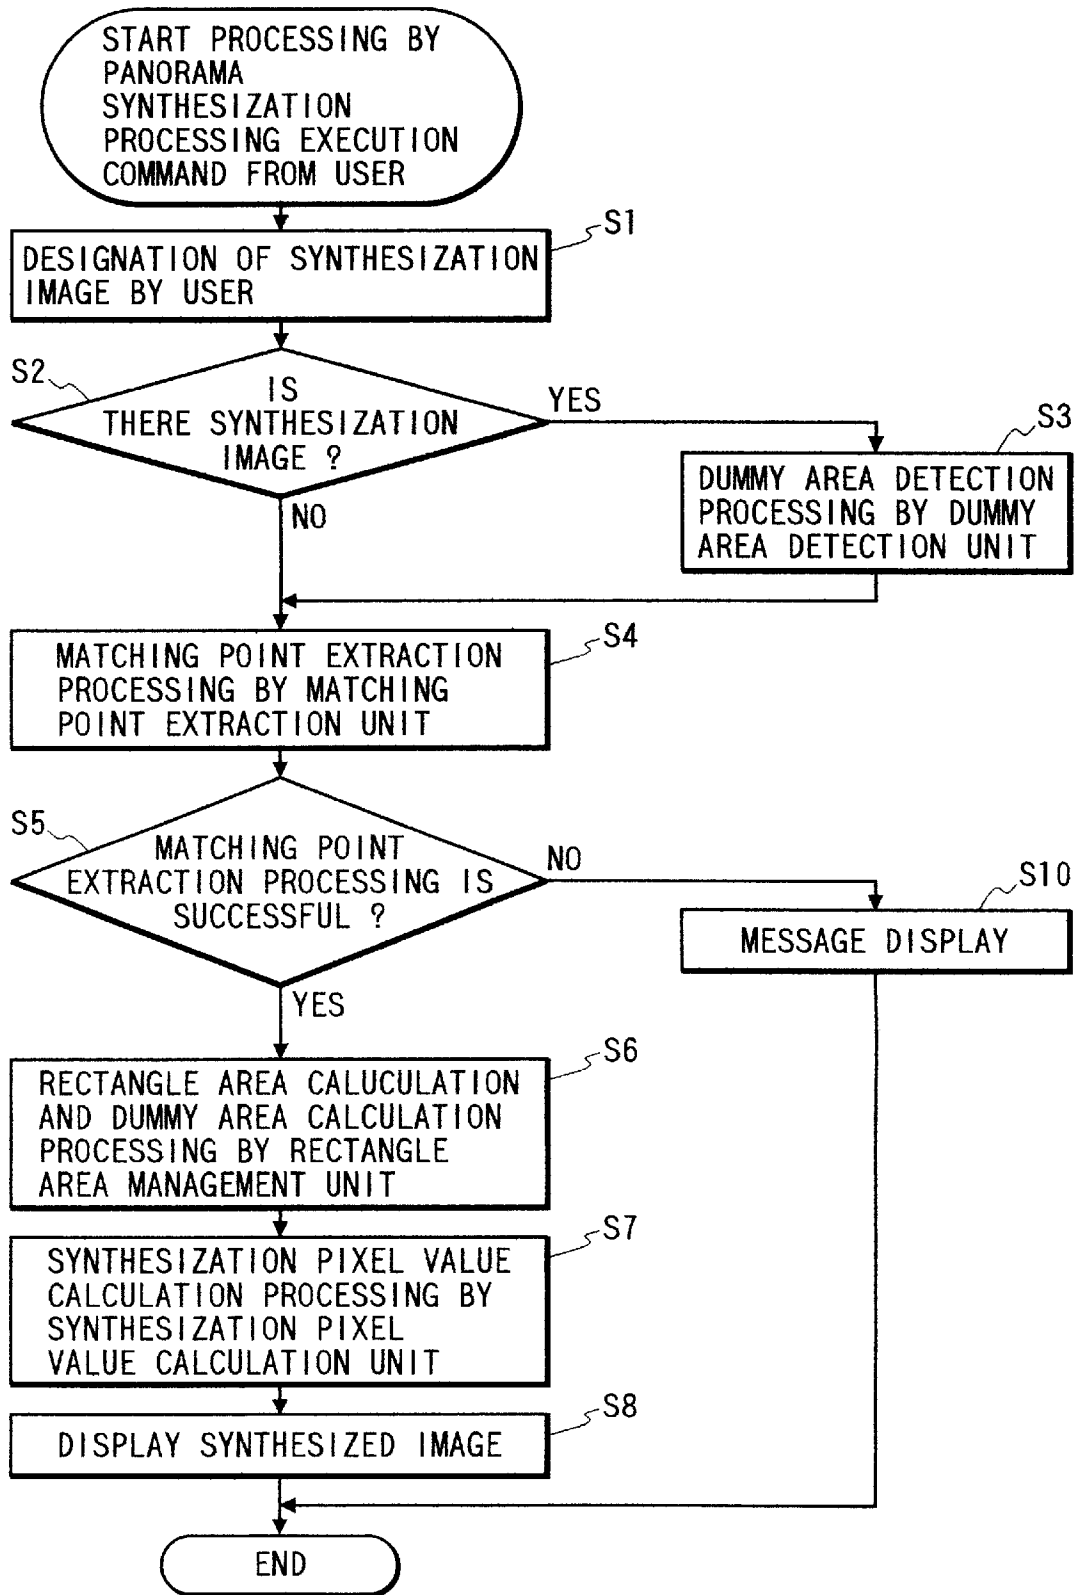 START PROCESSING BY
PANORAMA
SYNTHESIZATION
PROCESSING EXECUTION
COMMAND FROM USER
S1
DESIGNATION OF SYNTHESIZATION
IMAGE BY USER
S2
IS
THERE SYNTHESIZATION
IMAGE ?
YES
NO
S3
DUMMY AREA DETECTION
PROCESSING BY DUMMY
AREA DETECTION UNIT
S4
MATCHING POINT EXTRACTION
PROCESSING BY MATCHING
POINT EXTRACTION UNIT
S5
MATCHING POINT
EXTRACTION PROCESSING IS
SUCCESSFUL ?
NO
YES
S10
MESSAGE DISPLAY
S6
RECTANGLE AREA CALUCULATION
AND DUMMY AREA CALCULATION
PROCESSING BY RECTANGLE
AREA MANAGEMENT UNIT
S7
SYNTHESIZATION PIXEL VALUE
CALCULATION PROCESSING BY
SYNTHESIZATION PIXEL
VALUE CALCULATION UNIT
S8
DISPLAY SYNTHESIZED IMAGE
END